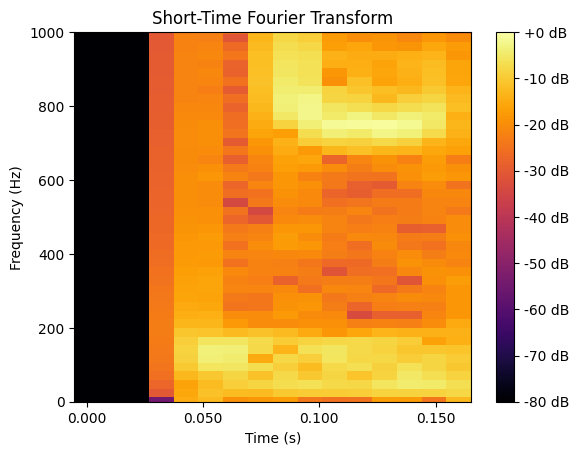 Short-Time Fourier Transform
Frequency (Hz)
1000
800
600
400
200
0
0.000
0.050
0.100
0.150
Time (s)
+0 dB
-10 dB
-20 dB
-30 dB
-40 dB
-50 dB
-60 dB
-70 dB
-80 dB